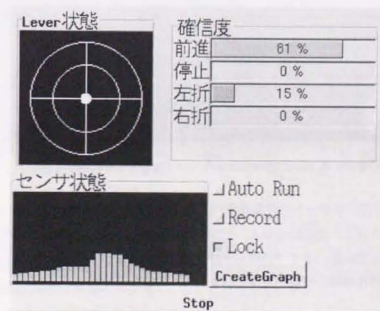 Lever状態
確信度
前進 81 %
停止 0 %
左折 15 %
右折 0 %
センサ状態
Auto Run
Record
Lock
CreateGraph
Stop